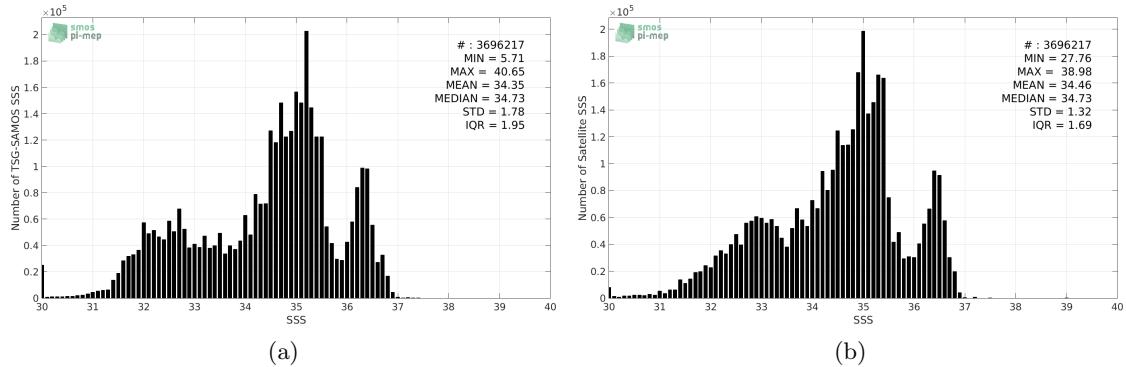 ×10⁵
smos
pi-mep
# : 3696217
MIN = 5.71
MAX = 40.65
MEAN = 34.35
MEDIAN = 34.73
STD = 1.78
IQR = 1.95
Number of TSG-SAMOS SSS
2
1.8
1.6
1.4
1.2
1
0.8
0.6
0.4
0.2
0
30 31 32 33 34 35 36 37 38 39 40
SSS
(a)
×10⁵
smos
pi-mep
# : 3696217
MIN = 27.76
MAX = 38.98
MEAN = 34.46
MEDIAN = 34.73
STD = 1.32
IQR = 1.69
Number of Satellite SSS
2
1.8
1.6
1.4
1.2
1
0.8
0.6
0.4
0.2
0
30 31 32 33 34 35 36 37 38 39 40
SSS
(b)